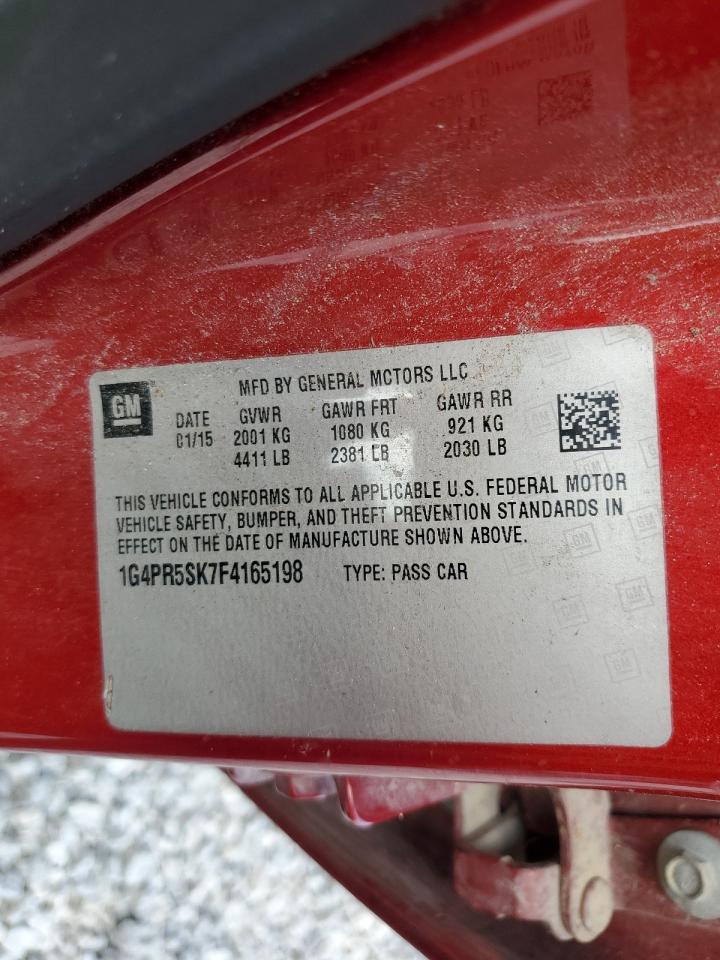 MFD BY GENERAL MOTORS LLC
GM
DATE GVWR GAWR FRT GAWR RR
01/15 2001 KG 1080 KG 921 KG
4411 LB 2381 LB 2030 LB
THIS VEHICLE CONFORMS TO ALL APPLICABLE U.S. FEDERAL MOTOR
VEHICLE SAFETY, BUMPER, AND THEFT PREVENTION STANDARDS IN
EFFECT ON THE DATE OF MANUFACTURE SHOWN ABOVE.
1G4PR5SK7F4165198 TYPE: PASS CAR